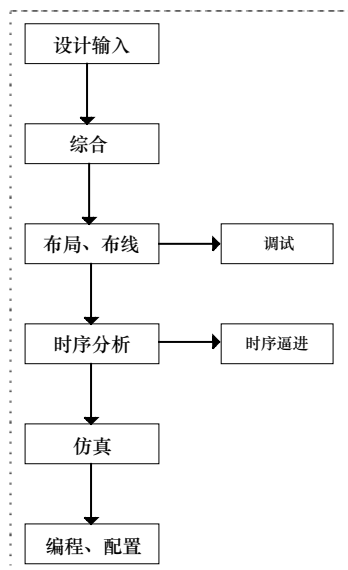 设计输入
综合
布局、布线
调试
时序分析
时序逼进
仿真
编程、配置